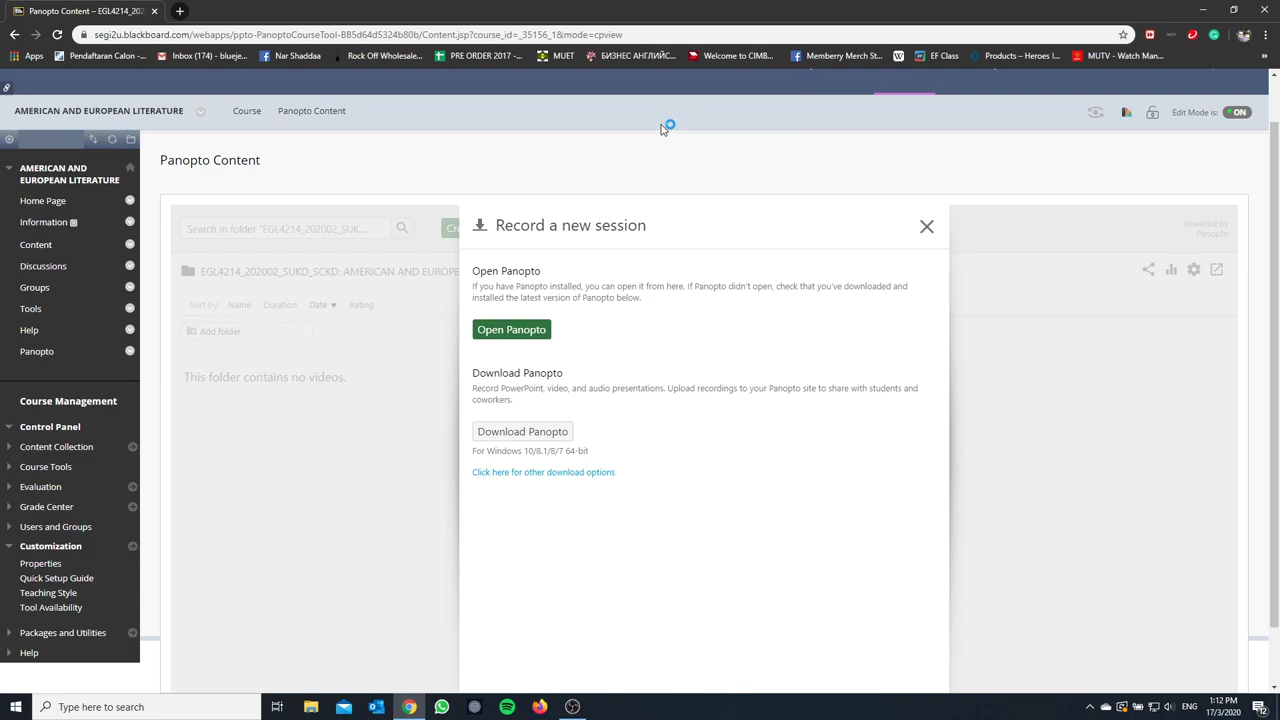 Panopto Content – EGL4214_2020
segi2u.blackboard.com/webapps/ppto-PanoptoCourseTool-BB5d64d5324b80b/Content.jsp?course_id=_35156_1&mode=cpview
Apps
Pendaftaran Calon -...
Inbox (170) - blueje...
Nar Shaddaa
Rock Of Wholesale...
PRE ORDER 2017 -...
MUET
БИЗНЕС АНГЛИЙС...
Welcome to CIMB...
Memberry Merch St...
EF Class
Products – Heroes I...
MUTV - Watch Man...
AMERICAN AND EUROPEAN LITERATURE
Course
Panopto Content
Edit Mode is:
ON
AMERICAN AND
EUROPEAN LITERATURE
Home Page
Information
Content
Discussions
Groups
Tools
Help
Panopto
Course Management
Control Panel
Content Collection
Course Tools
Evaluation
Grade Center
Users and Groups
Customization
Properties
Quick Setup Guide
Teaching Style
Tool Availability
Packages and Utilities
Help
Panopto Content
Search in folder "EGL4214_202002_SUK...
Cre
Powered by
Panopto
EGL4214_202002_SUKD_SCKD: AMERICAN AND EUROPE
Sort by:
Name
Duration
Date
Rating
Add folder
This folder contains no videos.
Record a new session
Open Panopto
If you have Panopto installed, you can open it from here. If Panopto didn't open, check that you've downloaded and
installed the latest version of Panopto below.
Open Panopto
Download Panopto
Record PowerPoint, video, and audio presentations. Upload recordings to your Panopto site to share with students and
coworkers.
Download Panopto
For Windows 10/8.1/8/7 64-bit
Click here for other download options
Type here to search
1:12 PM
17/3/2020
12